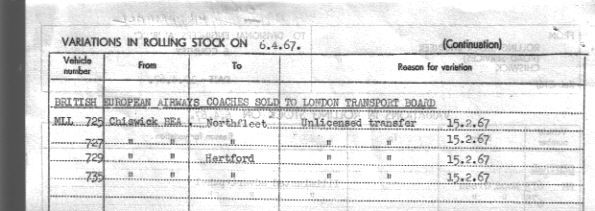 VARIATIONS IN ROLLING STOCK ON 6.4.67. (Continuation)
Vehicle number From To Reason for variation
BRITISH EUROPEAN AIRWAYS COACHES SOLD TO LONDON TRANSPORT BOARD
MLL 725 Chiswick BEA. Northfleet Unlicensed transfer 15.2.67
727 " " " " " 15.2.67
729 " " Hertford " " 15.2.67
735 " " " " " 15.2.67